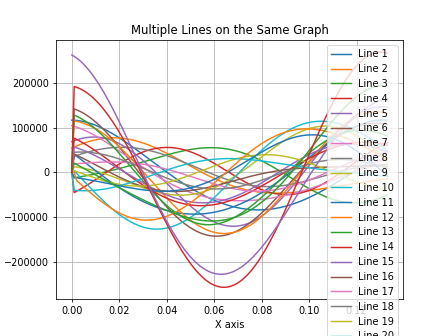 Multiple Lines on the Same Graph
200000
100000
0
−100000
−200000
0.00 0.02 0.04 0.06 0.08 0.10
X axis
Line 1
Line 2
Line 3
Line 4
Line 5
Line 6
Line 7
Line 8
Line 9
Line 10
Line 11
Line 12
Line 13
Line 14
Line 15
Line 16
Line 17
Line 18
Line 19
Line 20